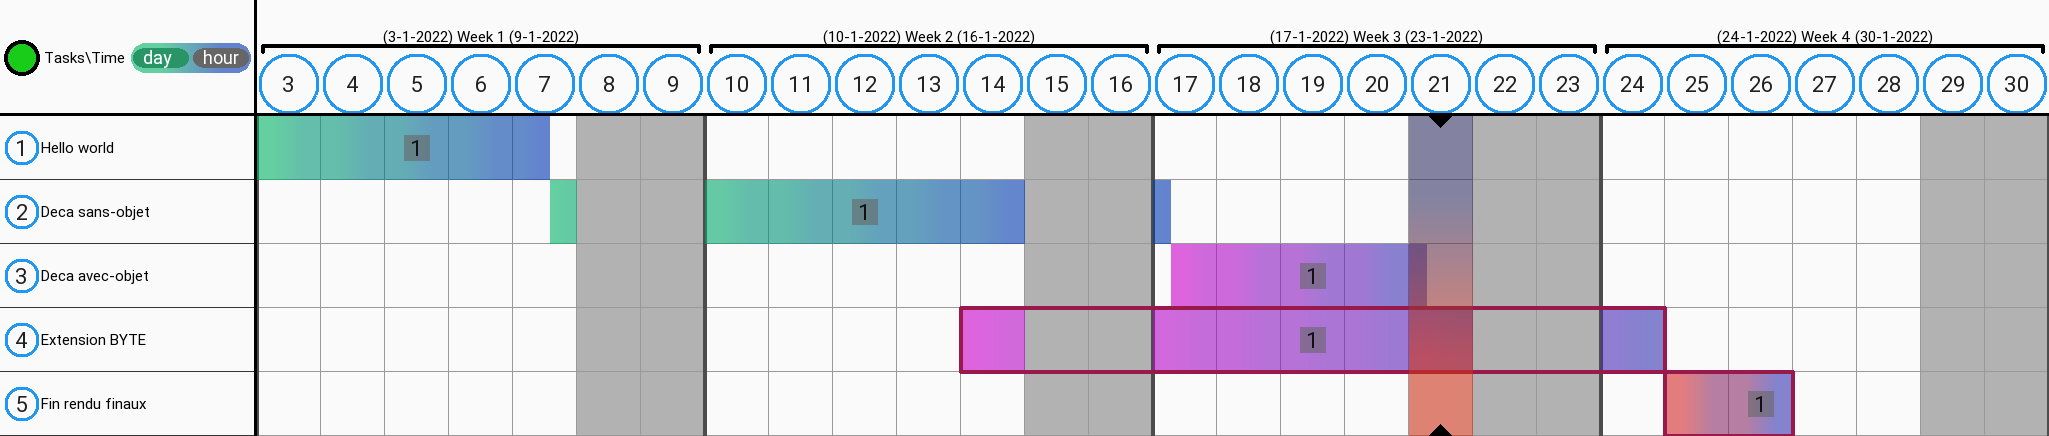 (3-1-2022) Week 1 (9-1-2022) (10-1-2022) Week 2 (16-1-2022) (17-1-2022) Week 3 (23-1-2022) (24-1-2022) Week 4 (30-1-2022)
Tasks\Time day hour
3 4 5 6 7 8 9 10 11 12 13 14 15 16 17 18 19 20 21 22 23 24 25 26 27 28 29 30
1 Hello world 1
2 Deca sans-objet 1
3 Deca avec-objet 1
4 Extension BYTE 1
5 Fin rendu finaux 1